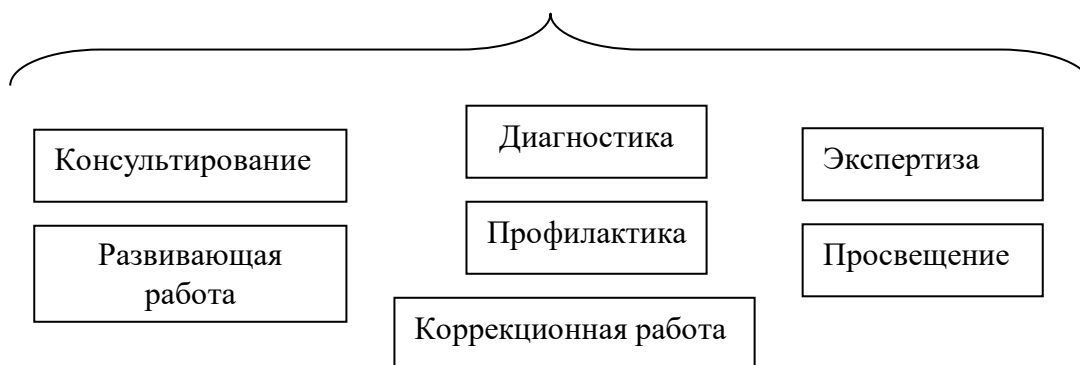 Консультирование
Развивающая
работа
Диагностика
Профилактика
Коррекционная работа
Экспертиза
Просвещение